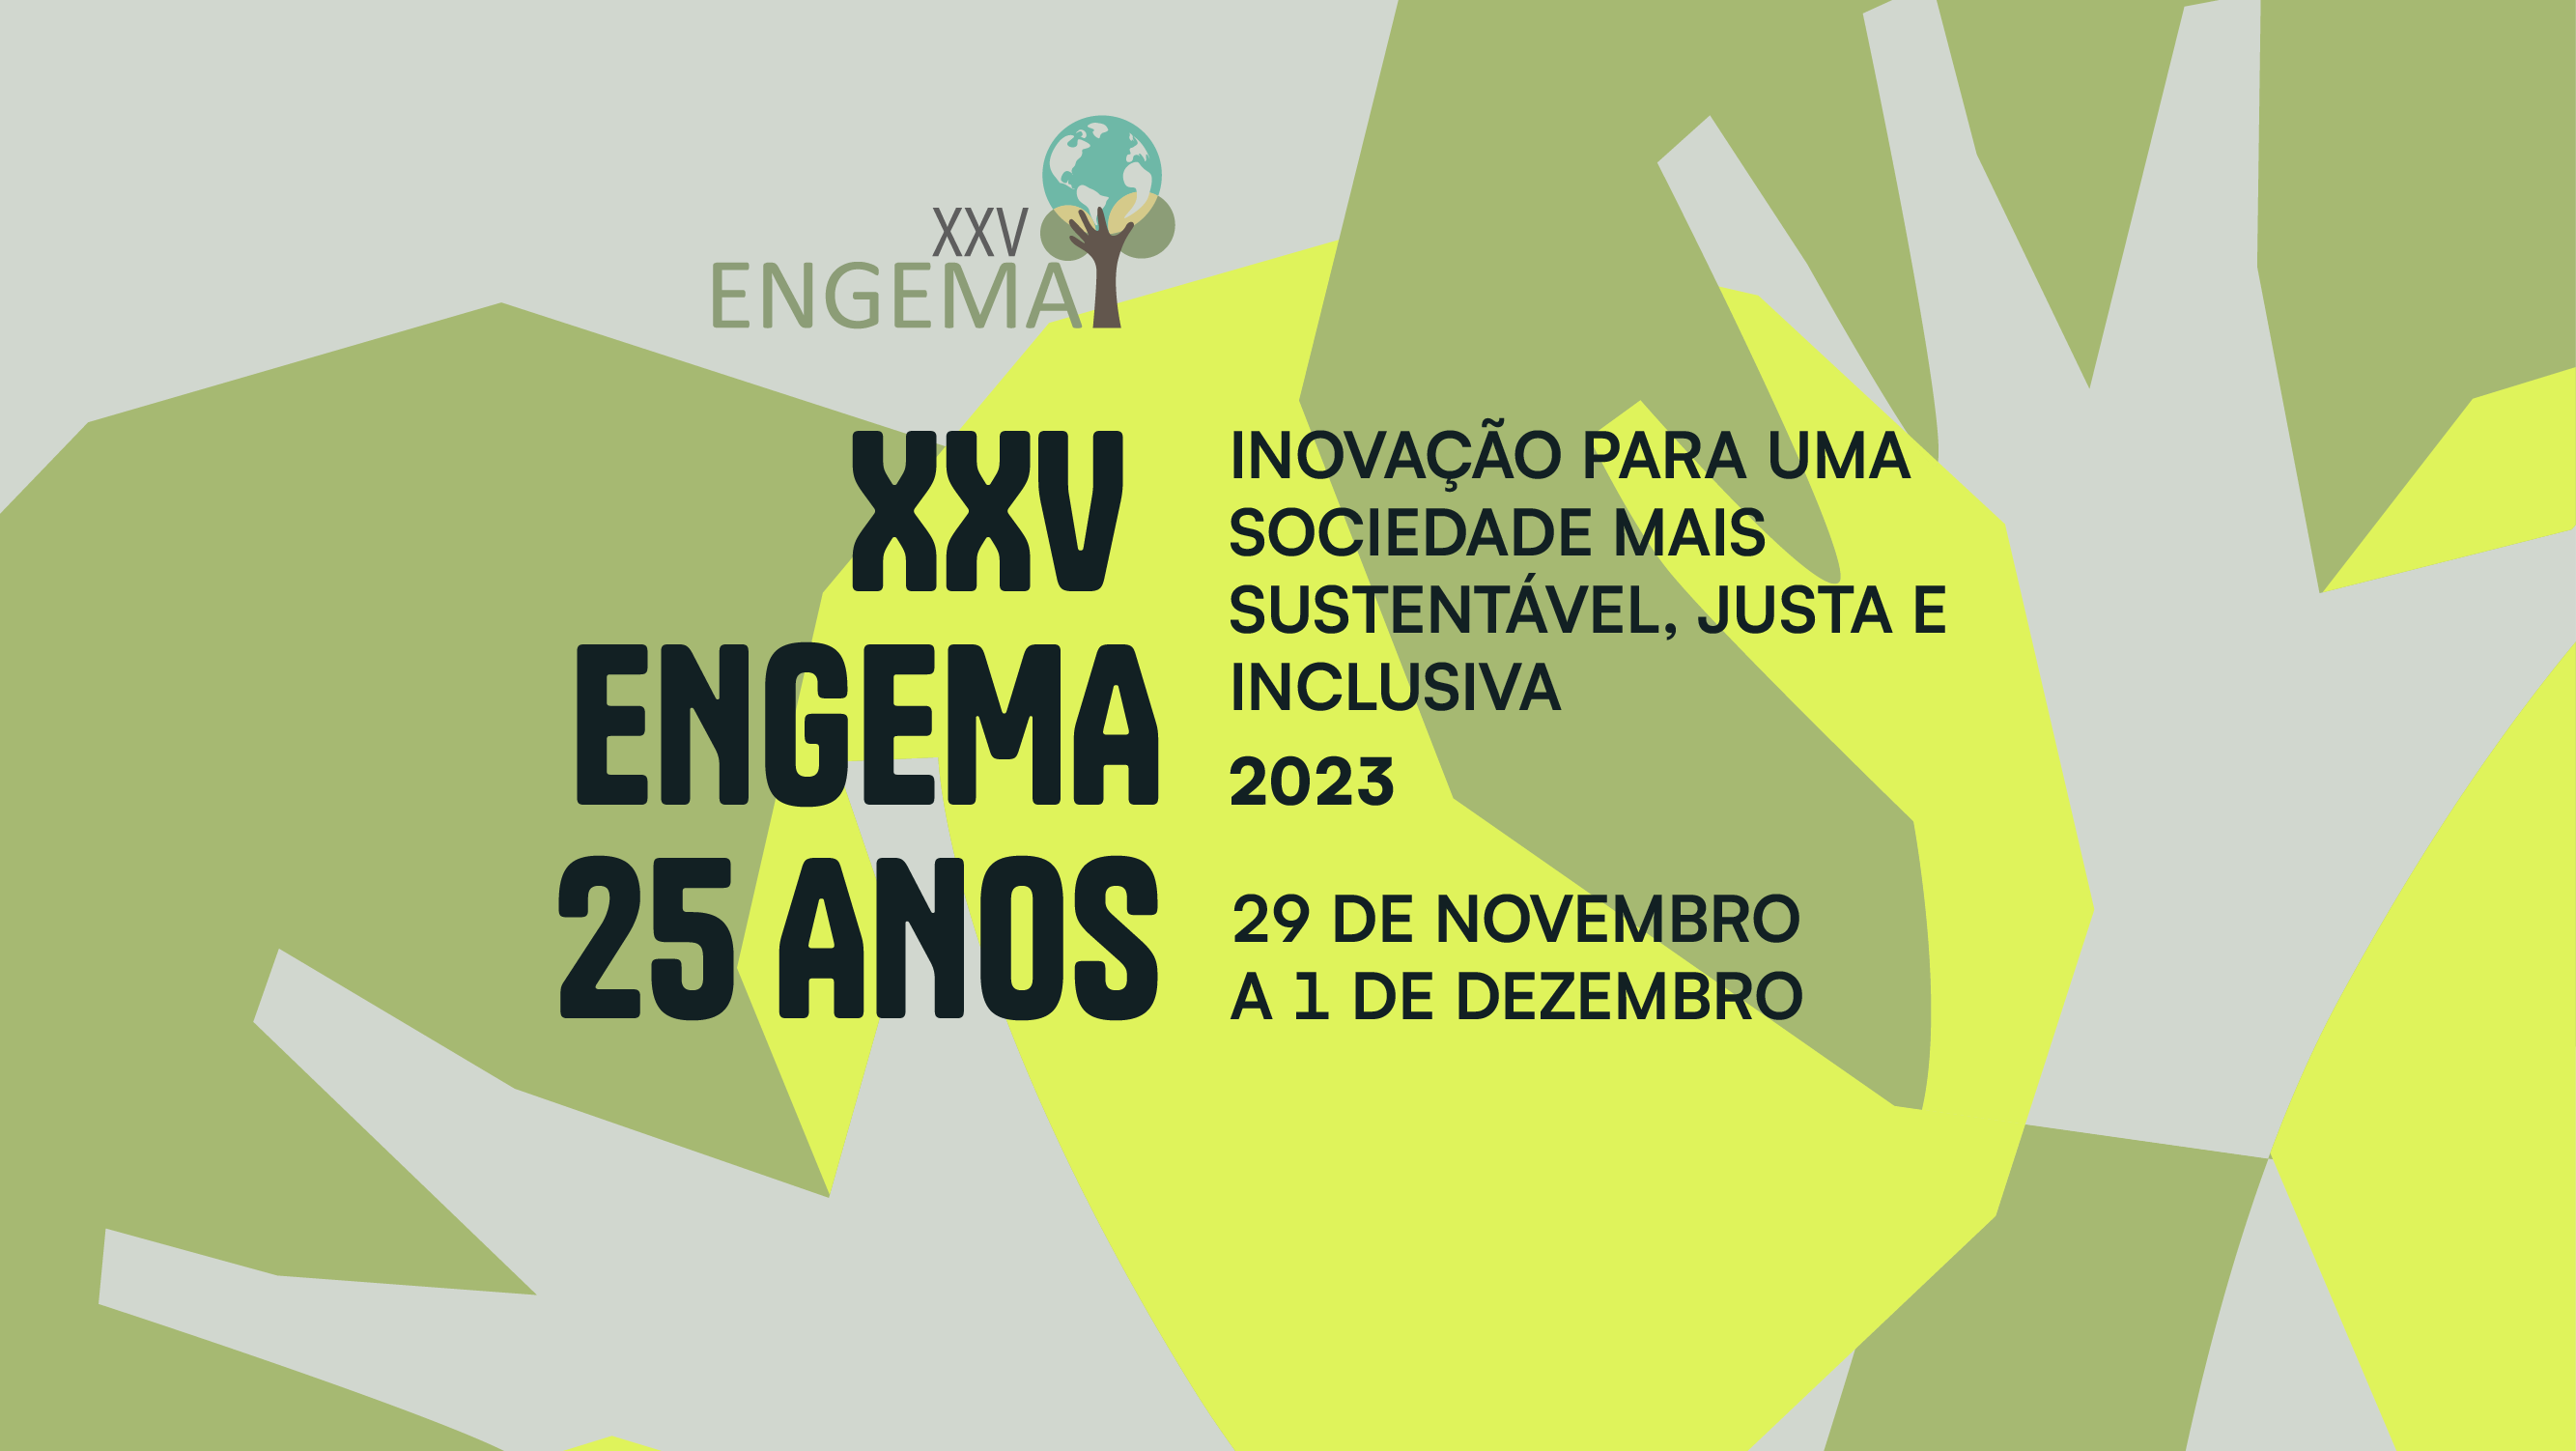 XXV
ENGEMA
XXV
ENGEMA
25 ANOS
INOVAÇÃO PARA UMA
SOCIEDADE MAIS
SUSTENTÁVEL, JUSTA E
INCLUSIVA
2023
29 DE NOVEMBRO
A 1 DE DEZEMBRO